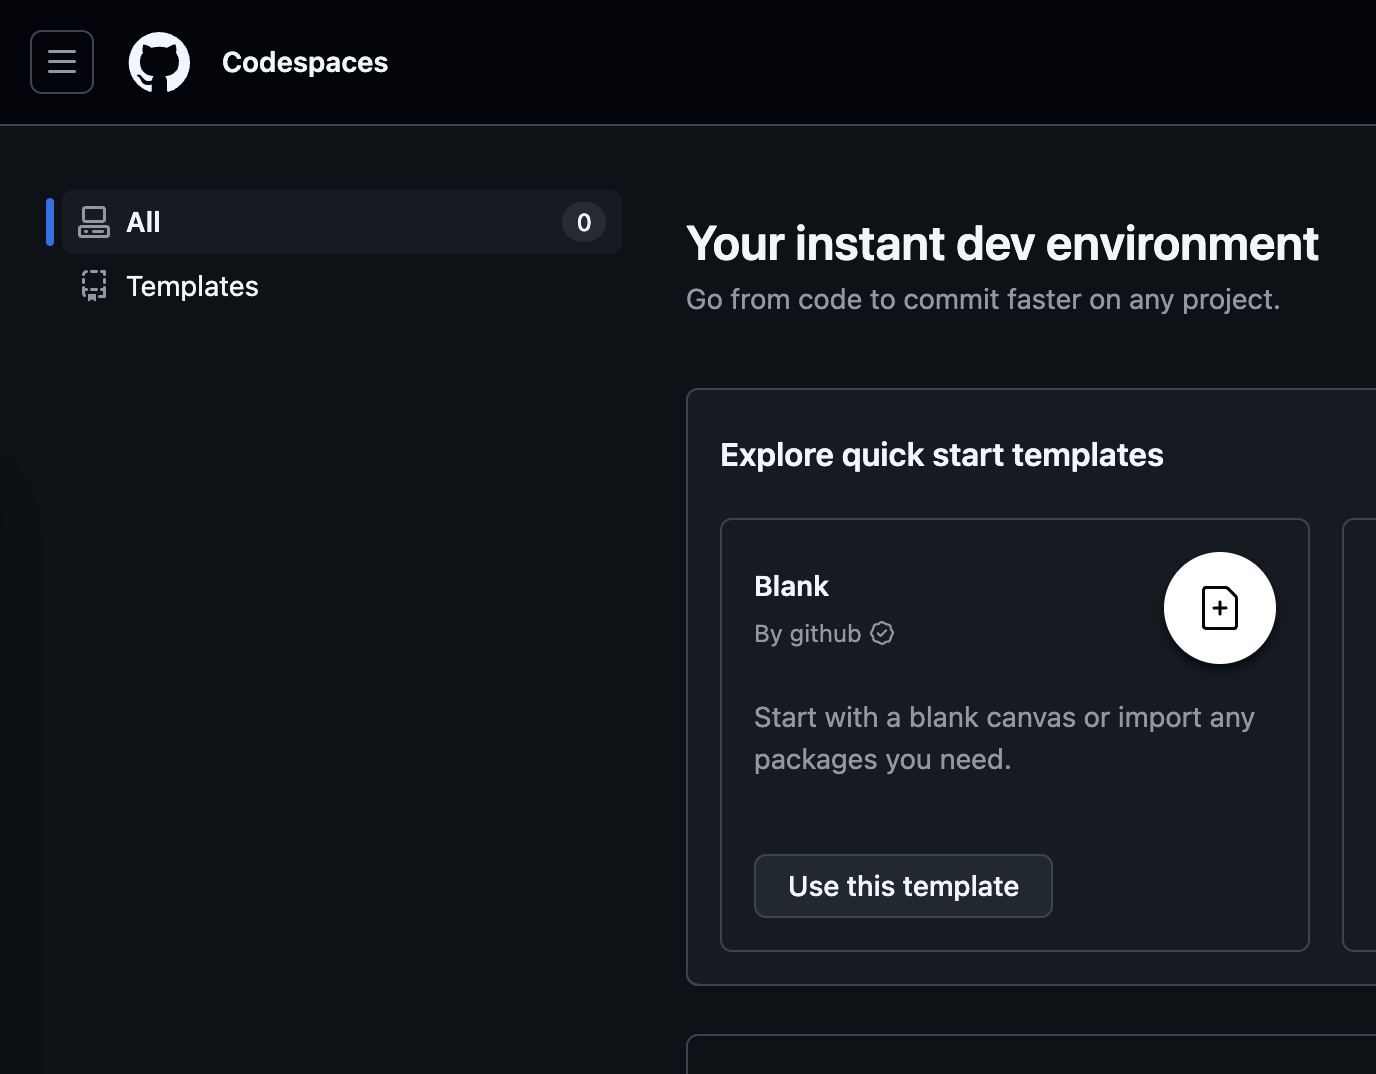 Codespaces
All 0
Templates
Your instant dev environment
Go from code to commit faster on any project.
Explore quick start templates
Blank
By github
Start with a blank canvas or import any
packages you need.
Use this template